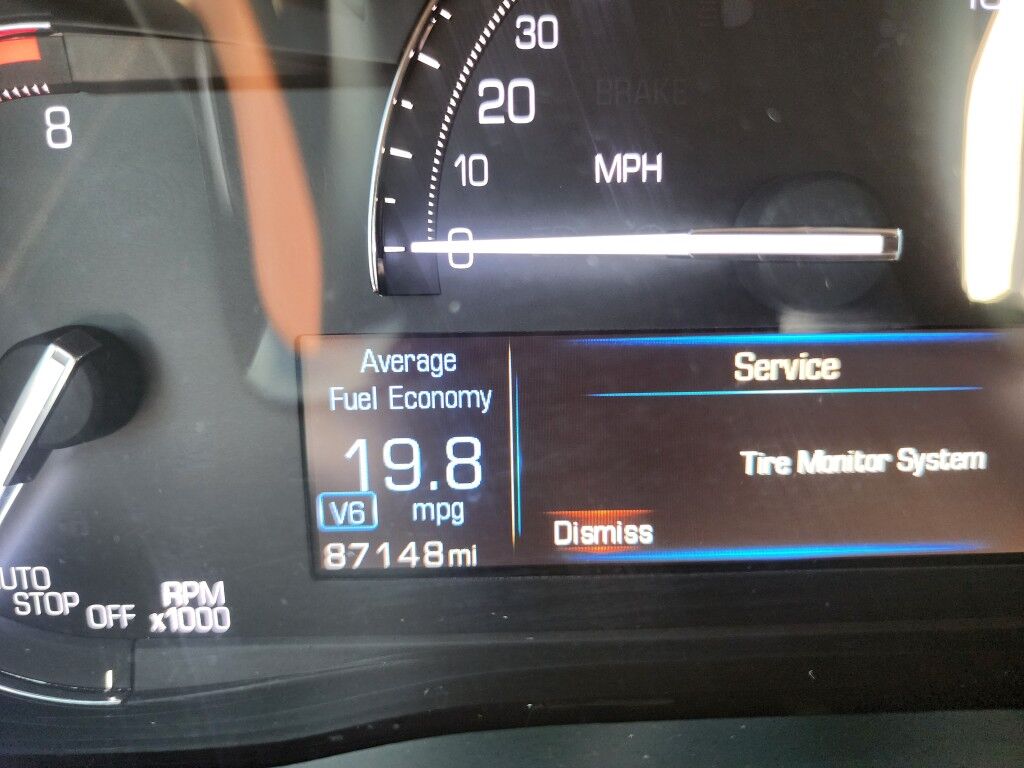 30
20
BRAKE
8
10
MPH
0
Average
Fuel Economy
19.8
V6
mpg
87148mi
Service
Tire Monitor System
Dismiss
STOP
OFF
RPM
x1000